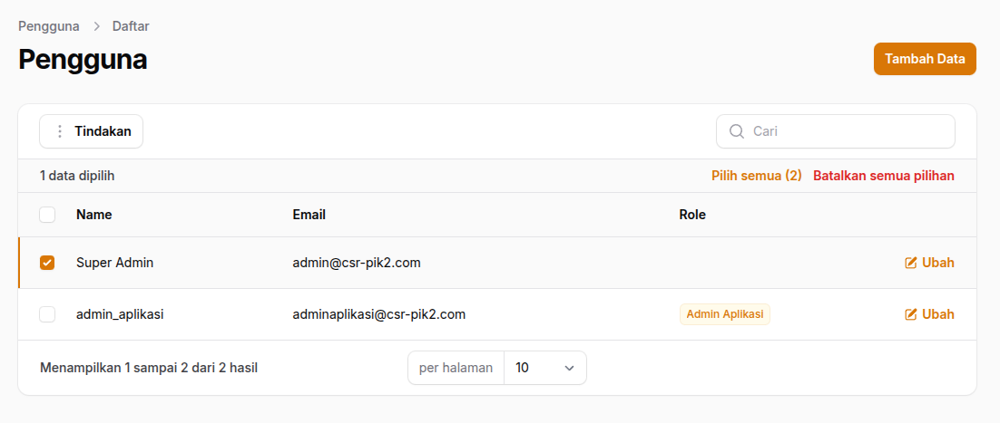 Pengguna > Daftar
Pengguna
Tambah Data
Tindakan
Cari
1 data dipilih
Pilih semua (2) Batalkan semua pilihan
Name Email Role
Super Admin admin@csr-pik2.com Ubah
admin_aplikasi adminaplikasi@csr-pik2.com Admin Aplikasi Ubah
Menampilkan 1 sampai 2 dari 2 hasil
per halaman 10